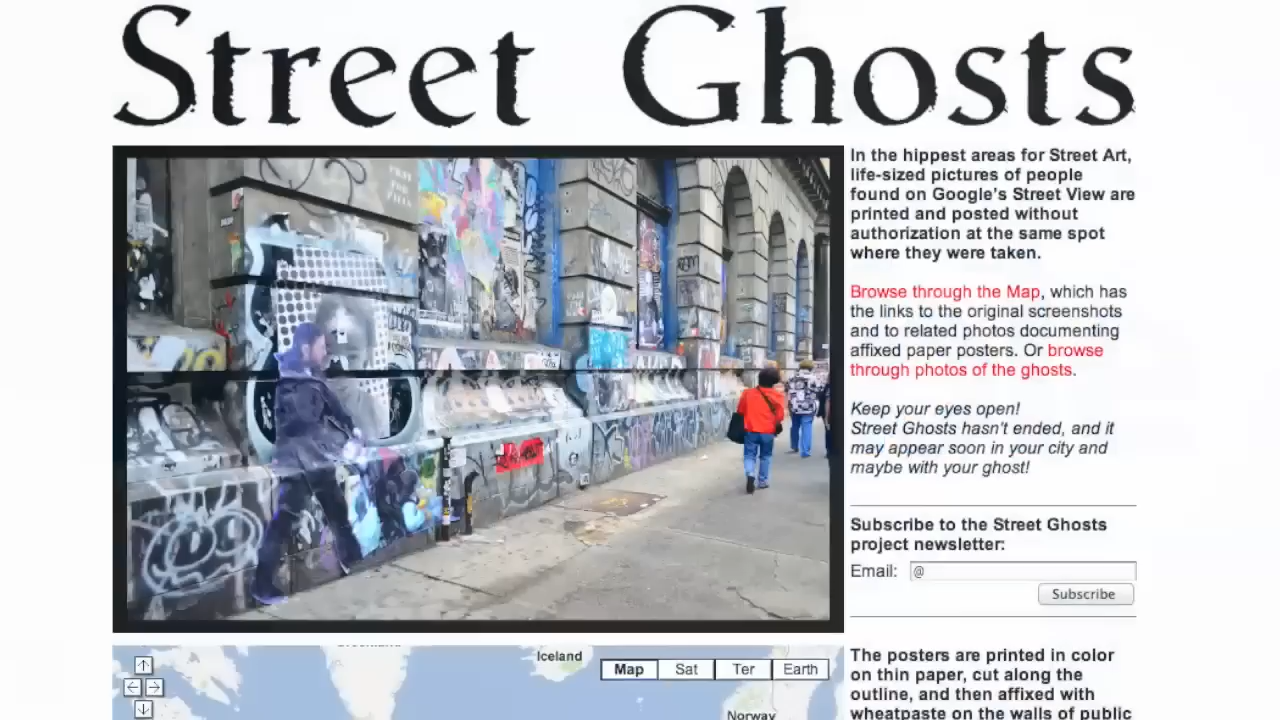 Street Ghosts
In the hippest areas for Street Art,
life-sized pictures of people
found on Google's Street View are
printed and posted without
authorization at the same spot
where they were taken.
Browse through the Map, which has
the links to the original screenshots
and to related photos documenting
affixed paper posters. Or browse
through photos of the ghosts.
Keep your eyes open!
Street Ghosts hasn't ended, and it
may appear soon in your city and
maybe with your ghost!
Subscribe to the Street Ghosts
project newsletter:
Email: @
Subscribe
Iceland
Map Sat Ter Earth
Norway
The posters are printed in color
on thin paper, cut along the
outline, and then affixed with
wheatpaste on the walls of public